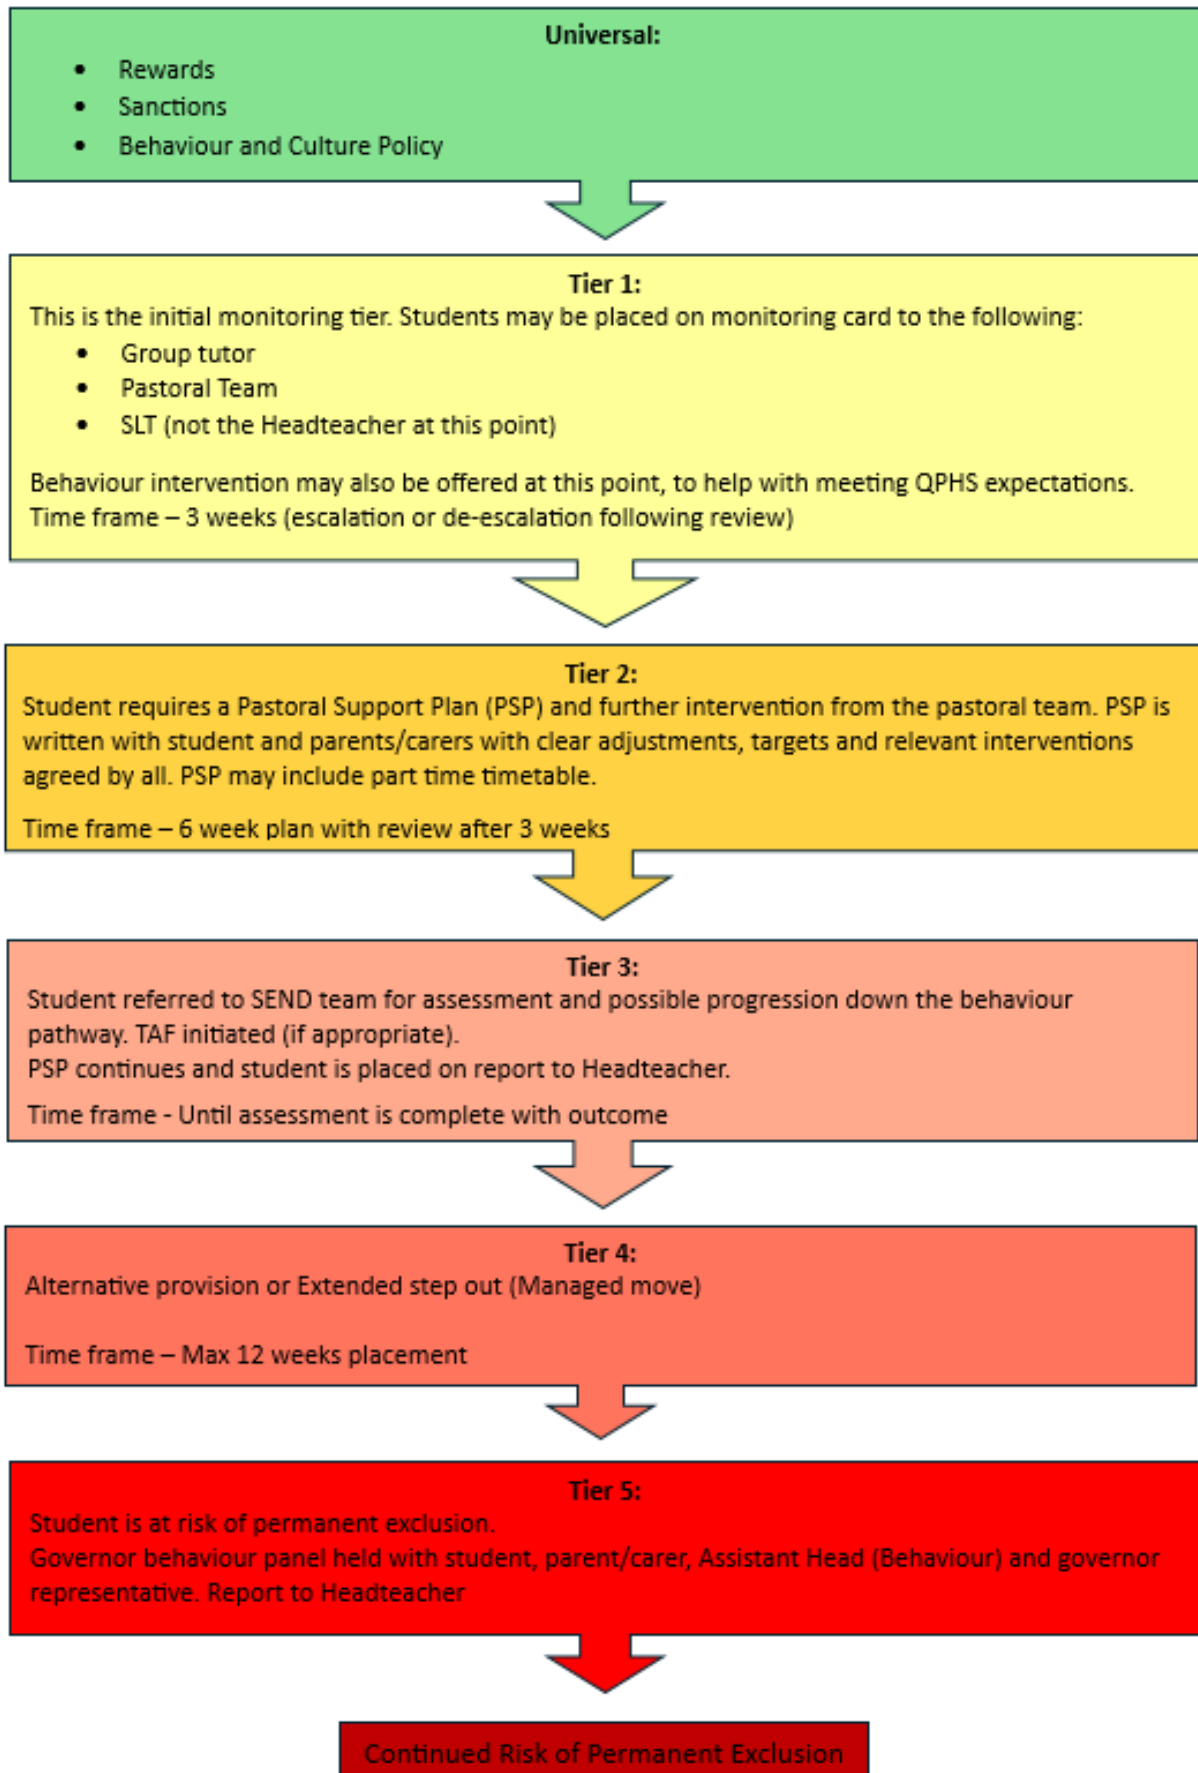 Universal:
• Rewards
• Sanctions
• Behaviour and Culture Policy
Tier 1:
This is the initial monitoring tier. Students may be placed on monitoring card to the following:
• Group tutor
• Pastoral Team
• SLT (not the Headteacher at this point)
Behaviour intervention may also be offered at this point, to help with meeting QPHS expectations.
Time frame – 3 weeks (escalation or de-escalation following review)
Tier 2:
Student requires a Pastoral Support Plan (PSP) and further intervention from the pastoral team. PSP is
written with student and parents/carers with clear adjustments, targets and relevant interventions
agreed by all. PSP may include part time timetable.
Time frame – 6 week plan with review after 3 weeks
Tier 3:
Student referred to SEND team for assessment and possible progression down the behaviour
pathway. TAF initiated (if appropriate).
PSP continues and student is placed on report to Headteacher.
Time frame - Until assessment is complete with outcome
Tier 4:
Alternative provision or Extended step out (Managed move)
Time frame – Max 12 weeks placement
Tier 5:
Student is at risk of permanent exclusion.
Governor behaviour panel held with student, parent/carer, Assistant Head (Behaviour) and governor
representative. Report to Headteacher
Continued Risk of Permanent Exclusion